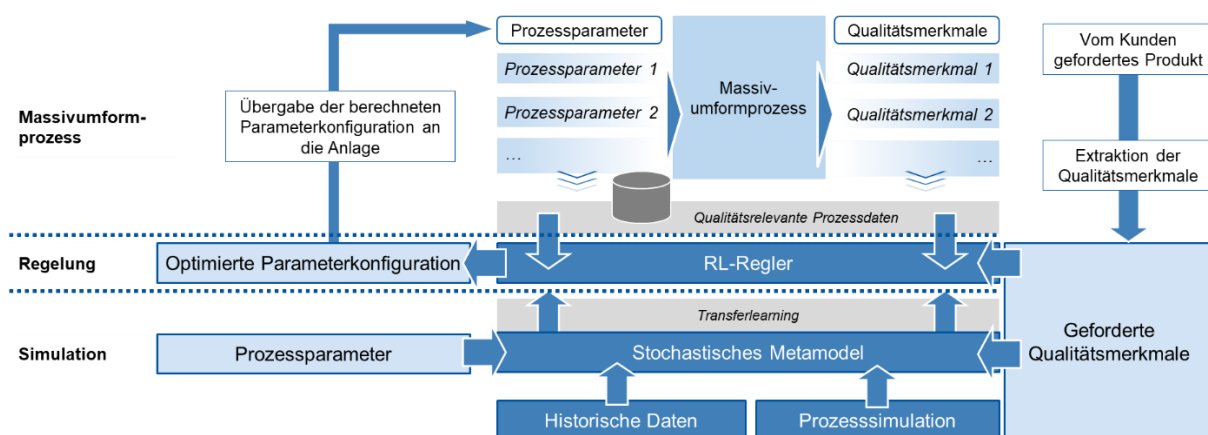 Prozessparameter
Qualitätsmerkmale
Vom Kunden
gefordertes Produkt
Prozessparameter 1
Qualitätsmerkmal 1
Massiv-
umformprozess
Massivumform-
prozess
Übergabe der berechneten
Parameterkonfiguration an
die Anlage
Prozessparameter 2
Qualitätsmerkmal 2
...
...
Extraktion der
Qualitätsmerkmale
Qualitätsrelevante Prozessdaten
Regelung
Optimierte Parameterkonfiguration
RL-Regler
Transferlearning
Simulation
Prozessparameter
Stochastisches Metamodel
Geforderte
Qualitätsmerkmale
Historische Daten
Prozesssimulation